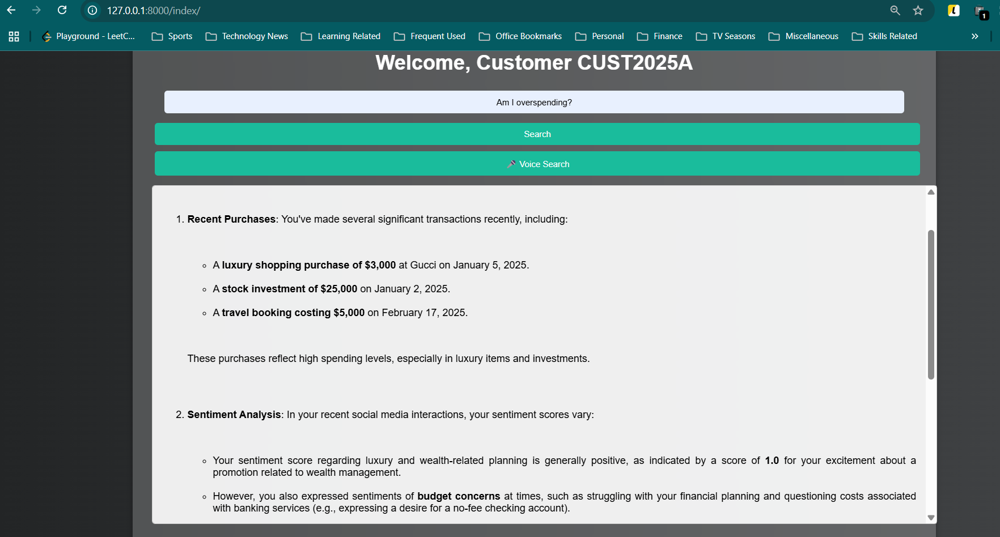 127.0.0.1:8000/index/
1
Playground - LeetC...
Sports
Technology News
Learning Related
Frequent Used
Office Bookmarks
Personal
Finance
TV Seasons
Miscellaneous
Skills Related
»
Welcome, Customer CUST2025A
Am I overspending?
Search
Voice Search
1. Recent Purchases: You've made several significant transactions recently, including:
A luxury shopping purchase of $3,000 at Gucci on January 5, 2025.
A stock investment of $25,000 on January 2, 2025.
A travel booking costing $5,000 on February 17, 2025.
These purchases reflect high spending levels, especially in luxury items and investments.
2. Sentiment Analysis: In your recent social media interactions, your sentiment scores vary:
Your sentiment score regarding luxury and wealth-related planning is generally positive, as indicated by a score of 1.0 for your excitement about a
promotion related to wealth management.
However, you also expressed sentiments of budget concerns at times, such as struggling with your financial planning and questioning costs associated
with banking services (e.g., expressing a desire for a no-fee checking account).